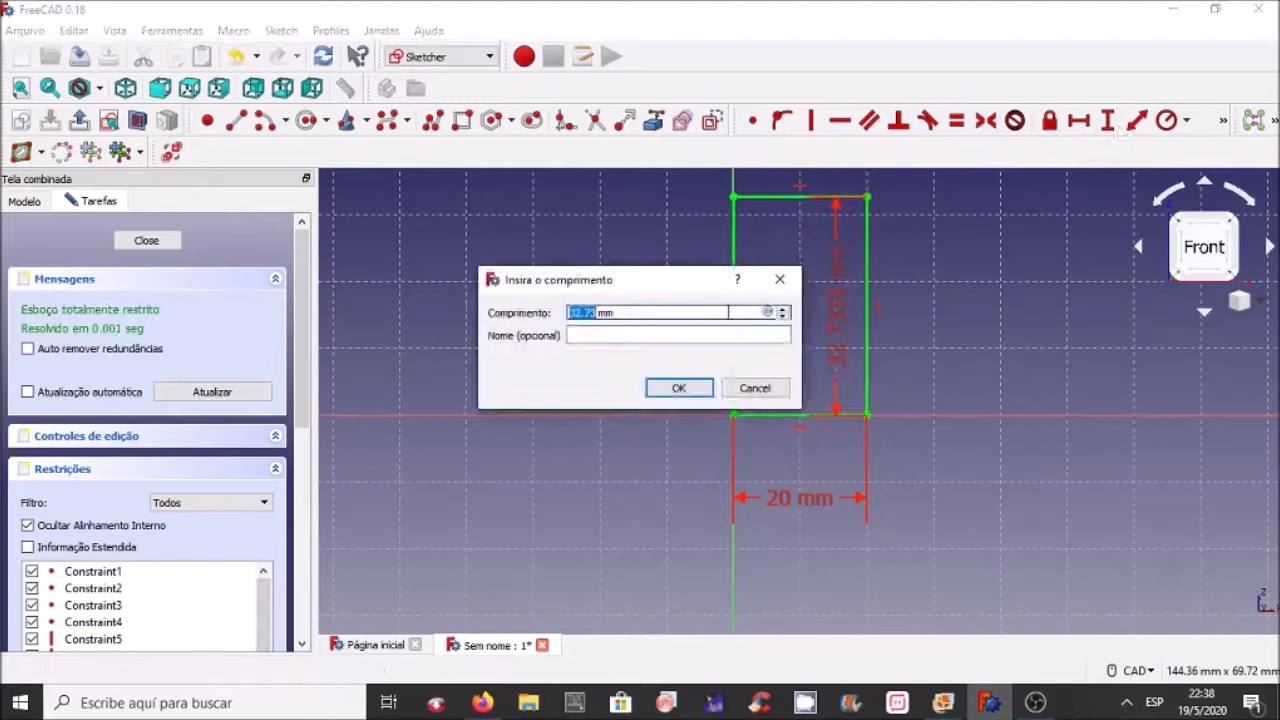 FreeCAD 0.18
Arquivo Editar Vista Ferramentas Macro Sketch Profiles Janelas Ajuda
Sketcher
»
»
Tela combinada
Modelo Tarefas
Close
Mensagens
Esboço totalmente restrito
Resolvido em 0.001 seg
Auto remover redundâncias
Atualização automática Atualizar
Controles de edição
Restrições
Filtro: Todos
Ocultar Alinhamento Interno
Informação Estendida
Constraint1
Constraint2
Constraint3
Constraint4
Constraint5
Insira o comprimento ?
Comprimento: 32.73 mm
Nome (opcional)
OK Cancel
20 mm
Front
Z
Página inicial Sem nome : 1*
CAD 144.36 mm x 69.72 mm
Escribe aquí para buscar
ESP
22:38
19/5/2020